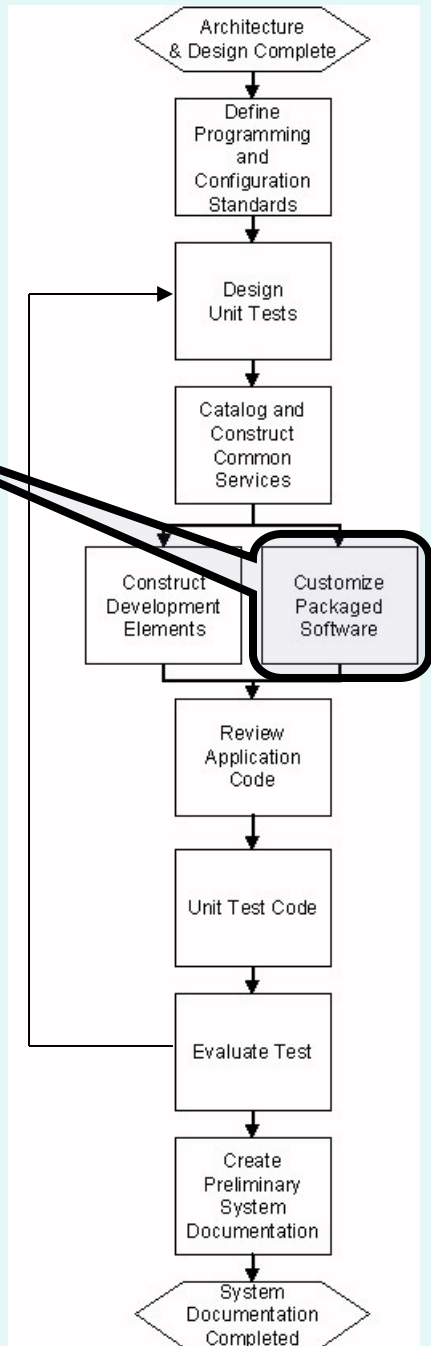 Architecture
& Design Complete
Define
Programming
and
Configuration
Standards
Design
Unit Tests
Catalog and
Construct
Common
Services
Construct
Development
Elements
Customize
Packaged
Software
Review
Application
Code
Unit Test Code
Evaluate Test
Create
Preliminary
System
Documentation
System
Documentation
Completed